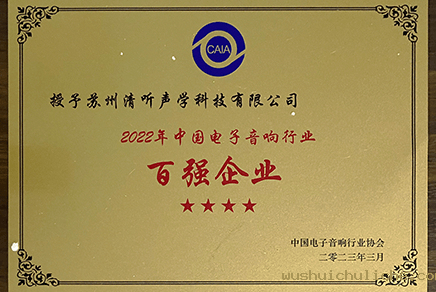 CAIA
授予苏州清听声学科技有限公司
2022年中国电子音响行业
百强企业
★★★★
中国电子音响行业协会
二〇二三年三月